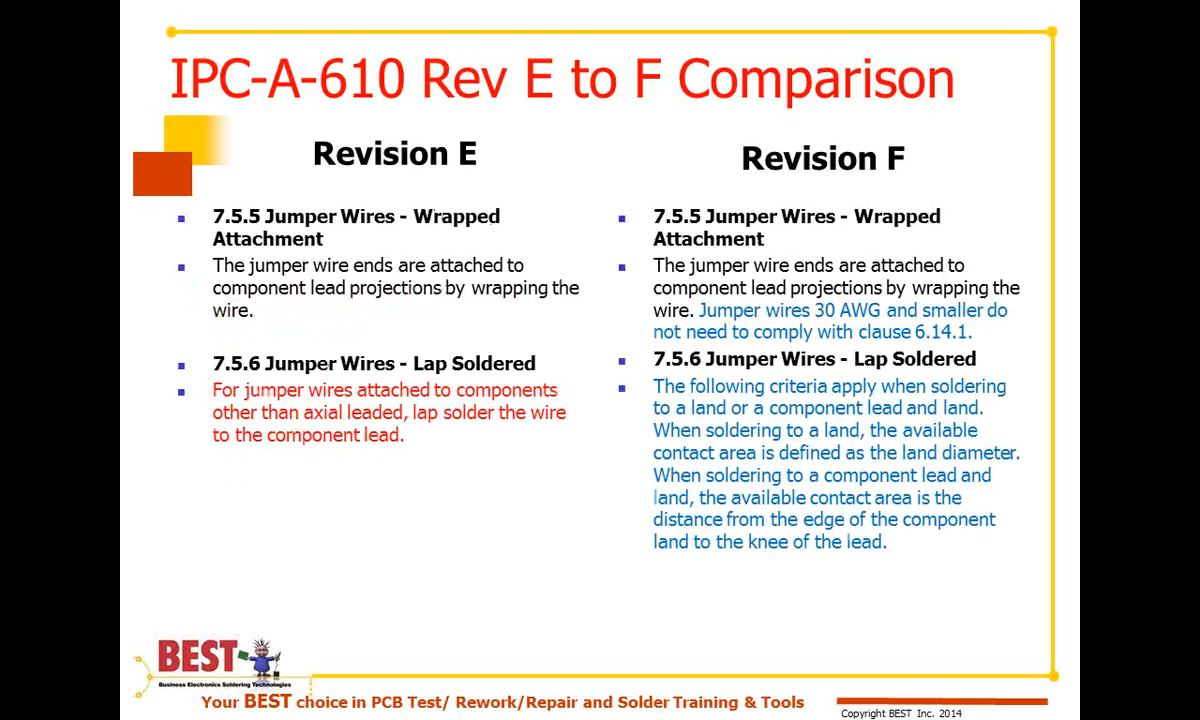 IPC-A-610 Rev E to F Comparison
Revision E
7.5.5 Jumper Wires - Wrapped
Attachment
The jumper wire ends are attached to
component lead projections by wrapping the
wire.
7.5.6 Jumper Wires - Lap Soldered
For jumper wires attached to components
other than axial leaded, lap solder the wire
to the component lead.
Revision F
7.5.5 Jumper Wires - Wrapped
Attachment
The jumper wire ends are attached to
component lead projections by wrapping the
wire. Jumper wires 30 AWG and smaller do
not need to comply with clause 6.14.1.
7.5.6 Jumper Wires - Lap Soldered
The following criteria apply when soldering
to a land or a component lead and land.
When soldering to a land, the available
contact area is defined as the land diameter.
When soldering to a component lead and
land, the available contact area is the
distance from the edge of the component
land to the knee of the lead.
BEST
Business Electronics Soldering Technologies
Your BEST choice in PCB Test/ Rework/Repair and Solder Training & Tools
Copyright BEST Inc. 2014